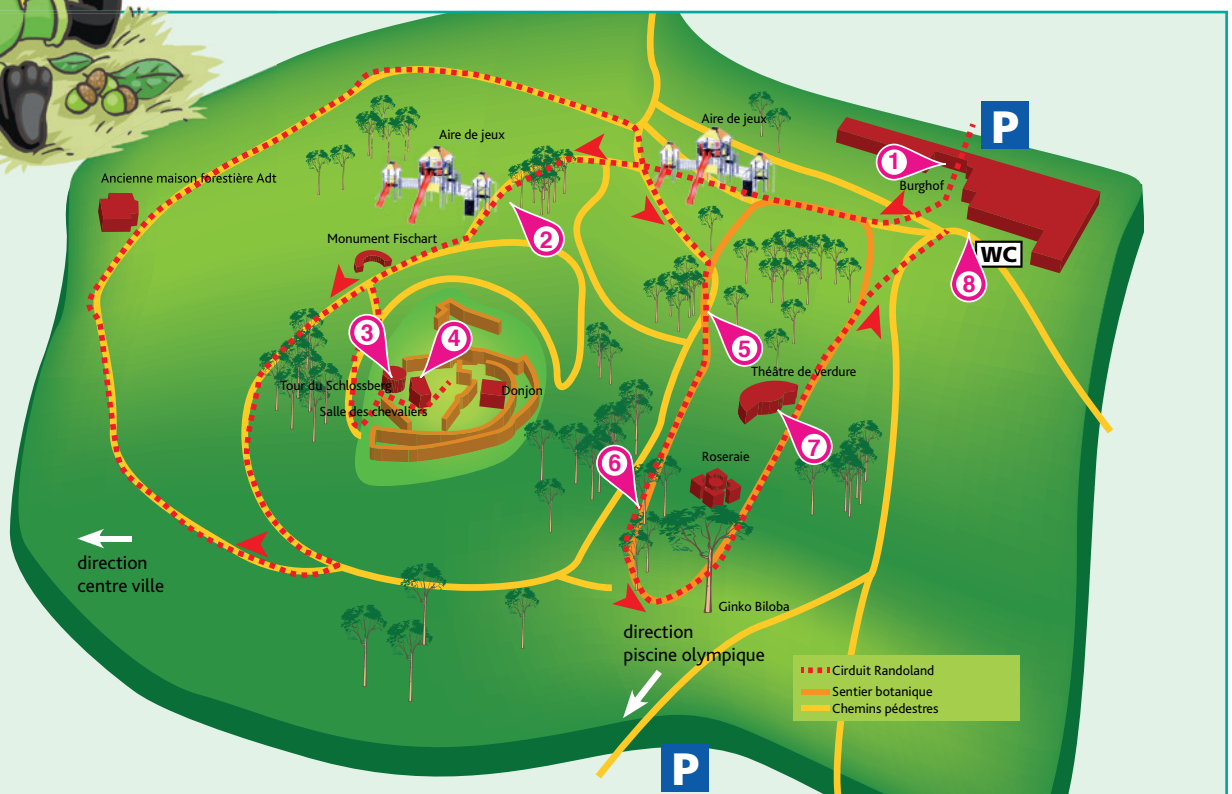 P
Aire de jeux
Aire de jeux
1
Burghof
Ancienne maison forestière Adt
2
Monument Fischart
WC
8
3
4
5
Théâtre de verdure
Tour du Schlossberg
Donjon
Salle des chevaliers
7
6
Roseraie
direction
centre ville
Ginko Biloba
direction
piscine olympique
Cirduit Randoland
Sentier botanique
Chemins pédestres
P